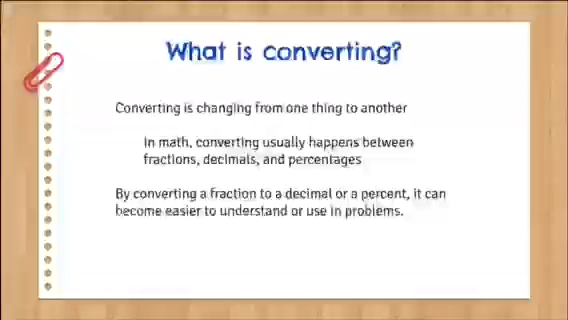 What is converting?
Converting is changing from one thing to another
In math, converting usually happens between
fractions, decimals, and percentages
By converting a fraction to a decimal or a percent, it can
become easier to understand or use in problems.